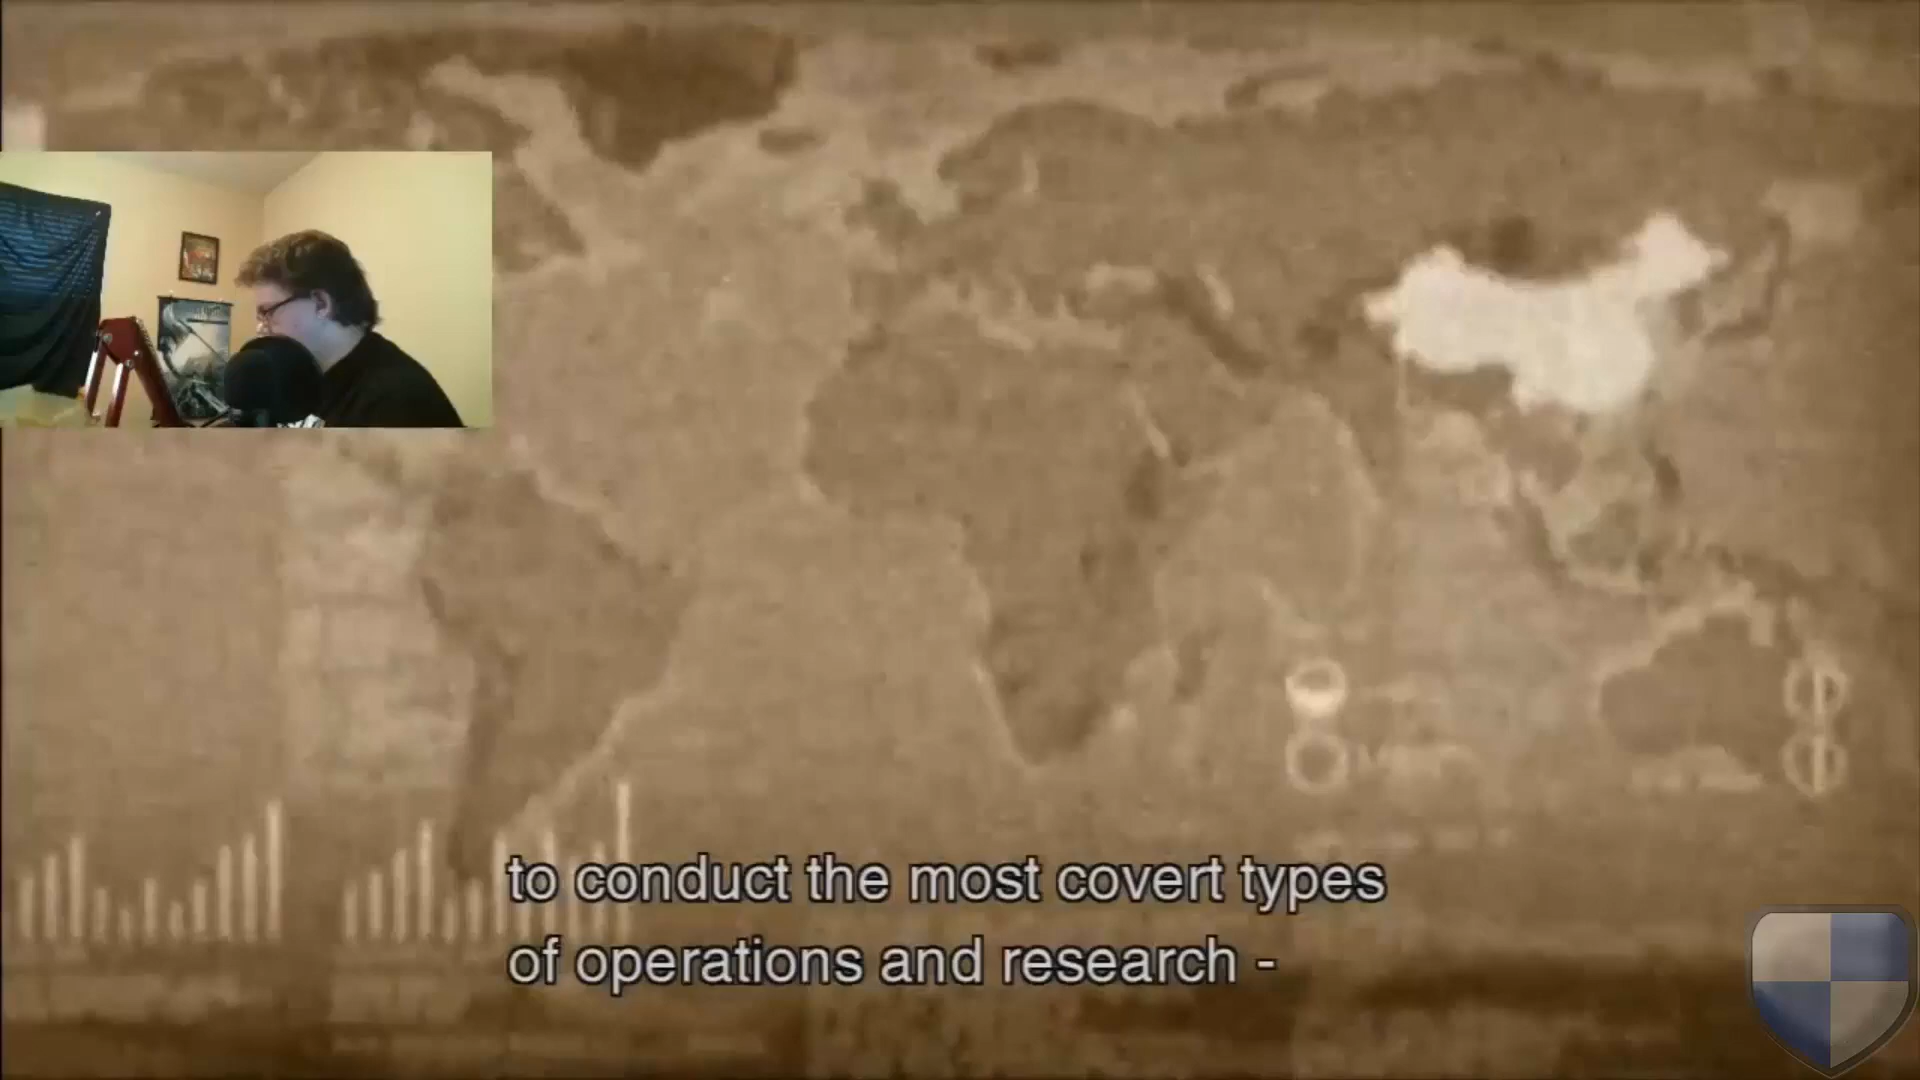 to conduct the most covert types
of operations and research -